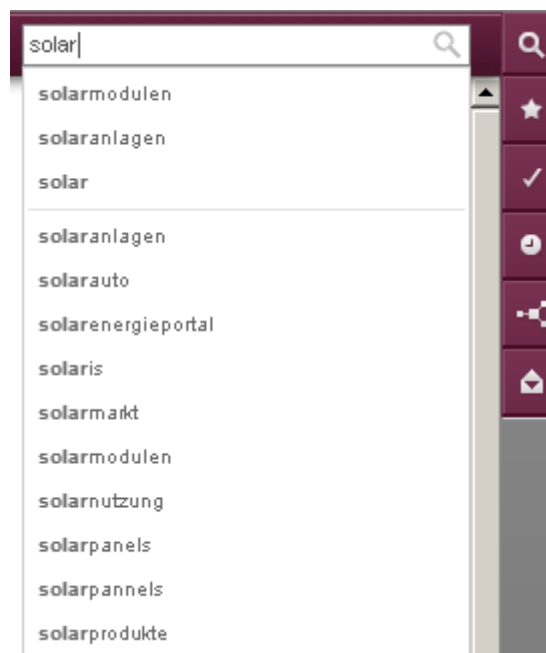 solar
solarmodulen
solaranlagen
solar
solaranlagen
solarauto
solarenergieportal
solaris
solarmarkt
solarmodulen
solarnutzung
solarpanels
solarpannels
solarprodukte